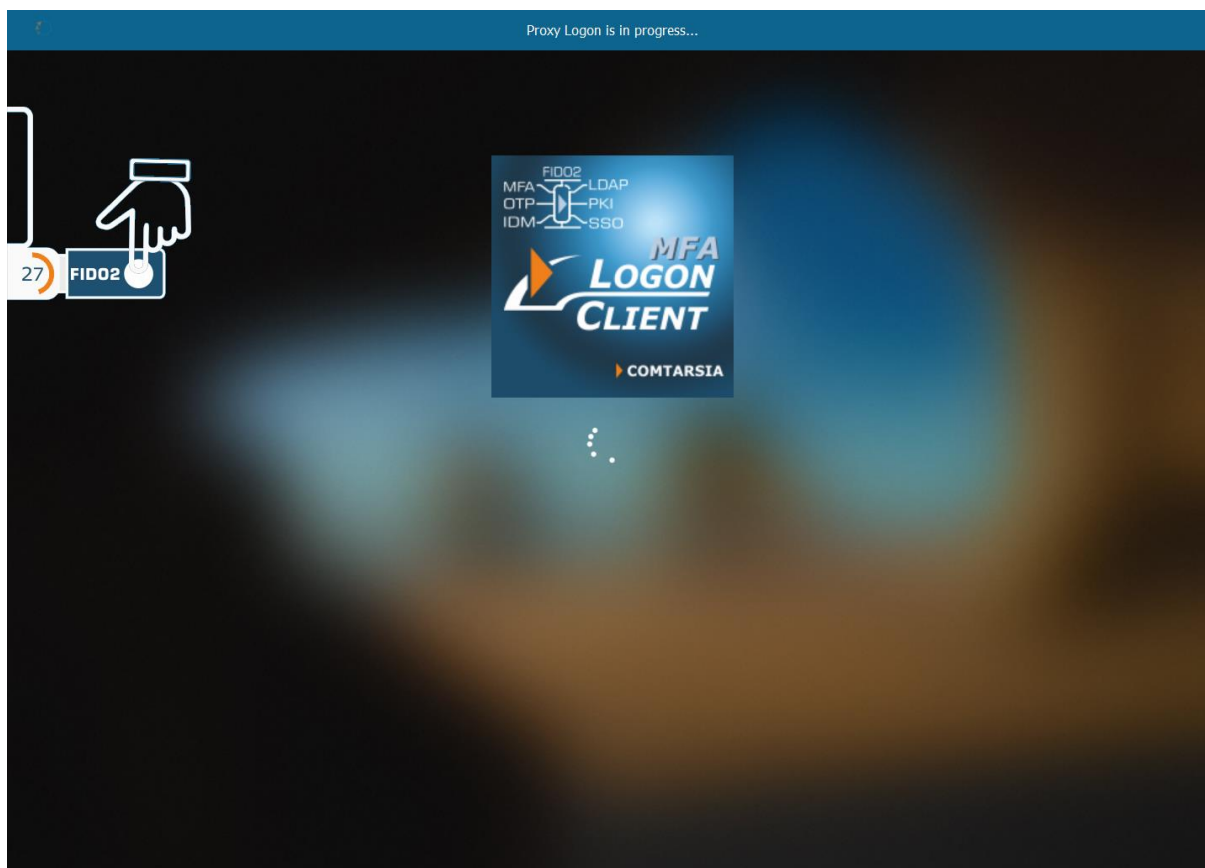 Proxy Logon is in progress...
27 FIDO2
FIDO2
MFA LDAP
OTP PKI
IDM SSO
MFA
LOGON
CLIENT
COMTARSIA